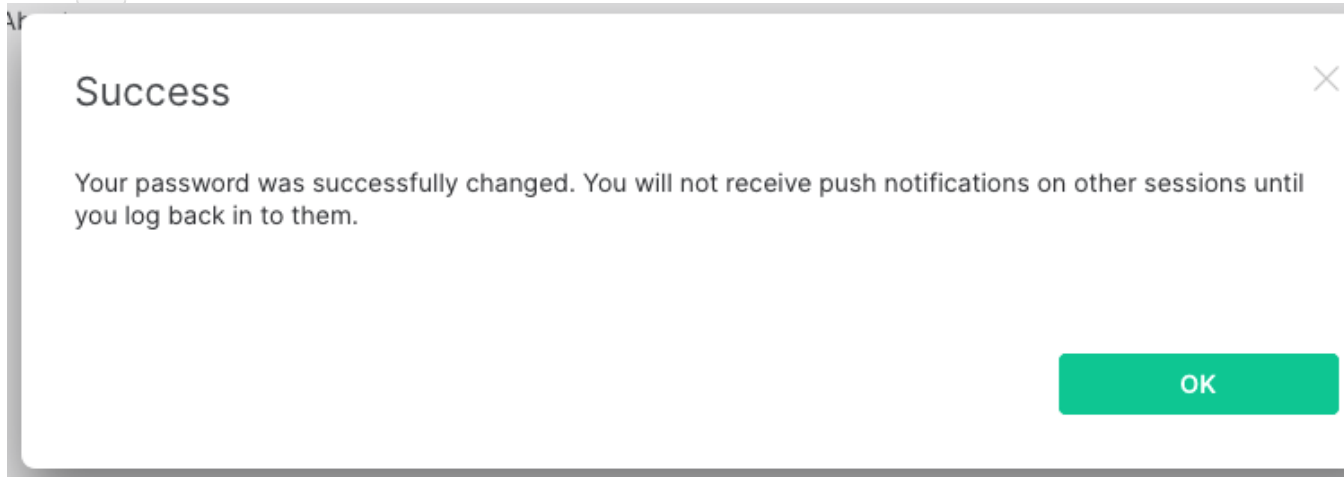 Success
Your password was successfully changed. You will not receive push notifications on other sessions until
you log back in to them.
OK